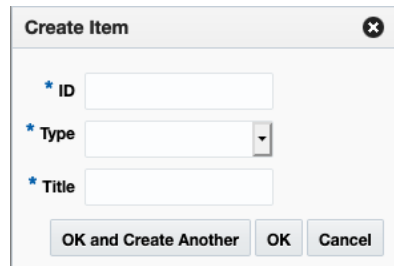 Create Item
* ID
* Type
* Title
OK and Create Another OK Cancel